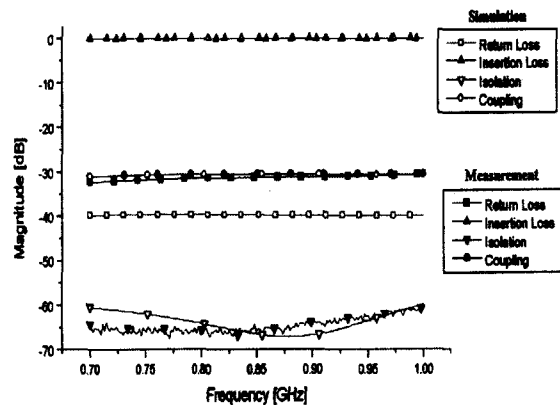 Simulation
Return Loss
Insertion Loss
Isolation
Coupling
Measurement
Return Loss
Insertion Loss
Isolation
Coupling
Magnitude [dB]
0
-10
-20
-30
-40
-50
-60
-70
0.70
0.75
0.80
0.85
0.90
0.95
1.00
Frequency [GHz]